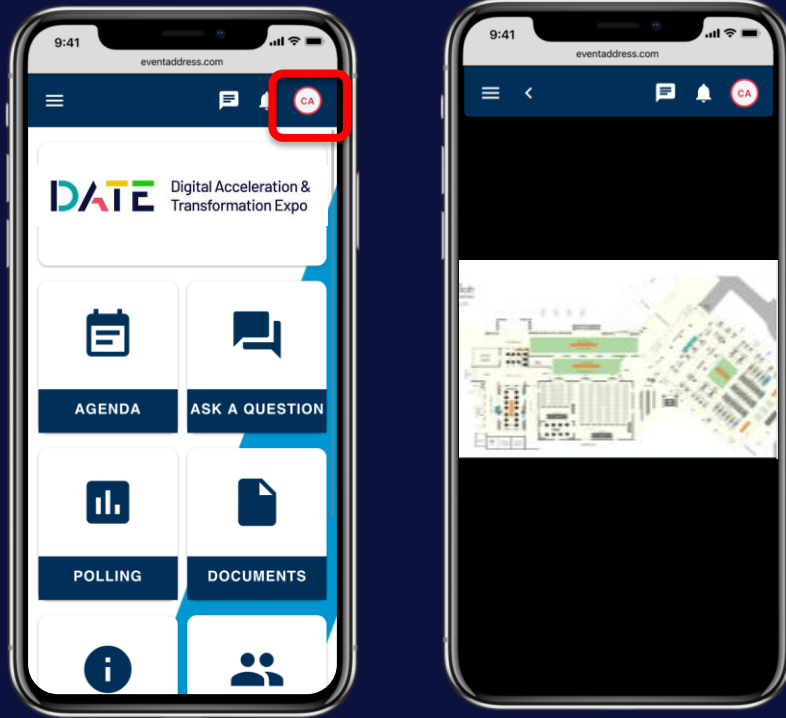 9:41
eventaddress.com
CA
DATE
Digital Acceleration &
Transformation Expo
AGENDA
ASK A QUESTION
POLLING
DOCUMENTS
9:41
eventaddress.com
CA